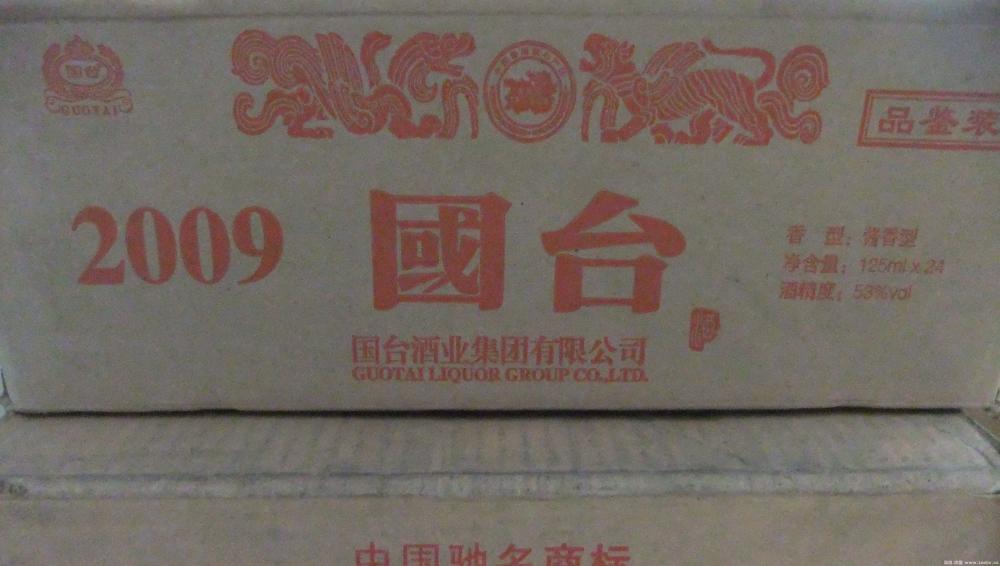 国台
GUOTAI
品鉴装
2009
國台
香 型：酱香型
净含量：125ml x 24
酒精度：53%vol
国台酒业集团有限公司
GUOTAI LIQUOR GROUP CO.,LTD.
中国驰名商标